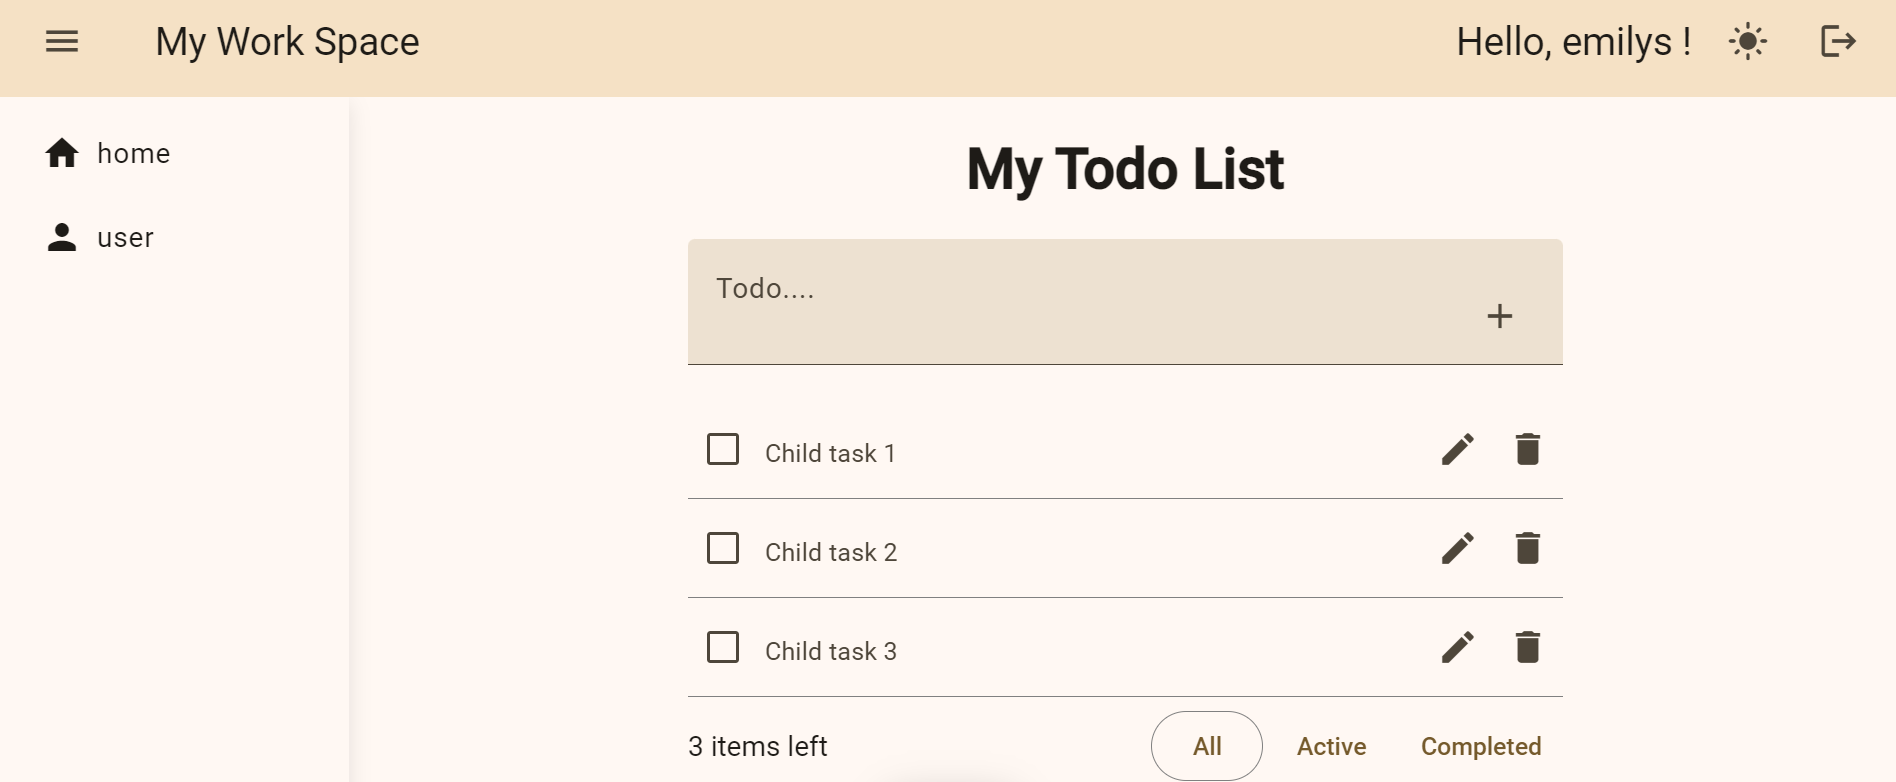 My Work Space
Hello, emilys !
home
user
My Todo List
Todo....
Child task 1
Child task 2
Child task 3
3 items left
All
Active
Completed